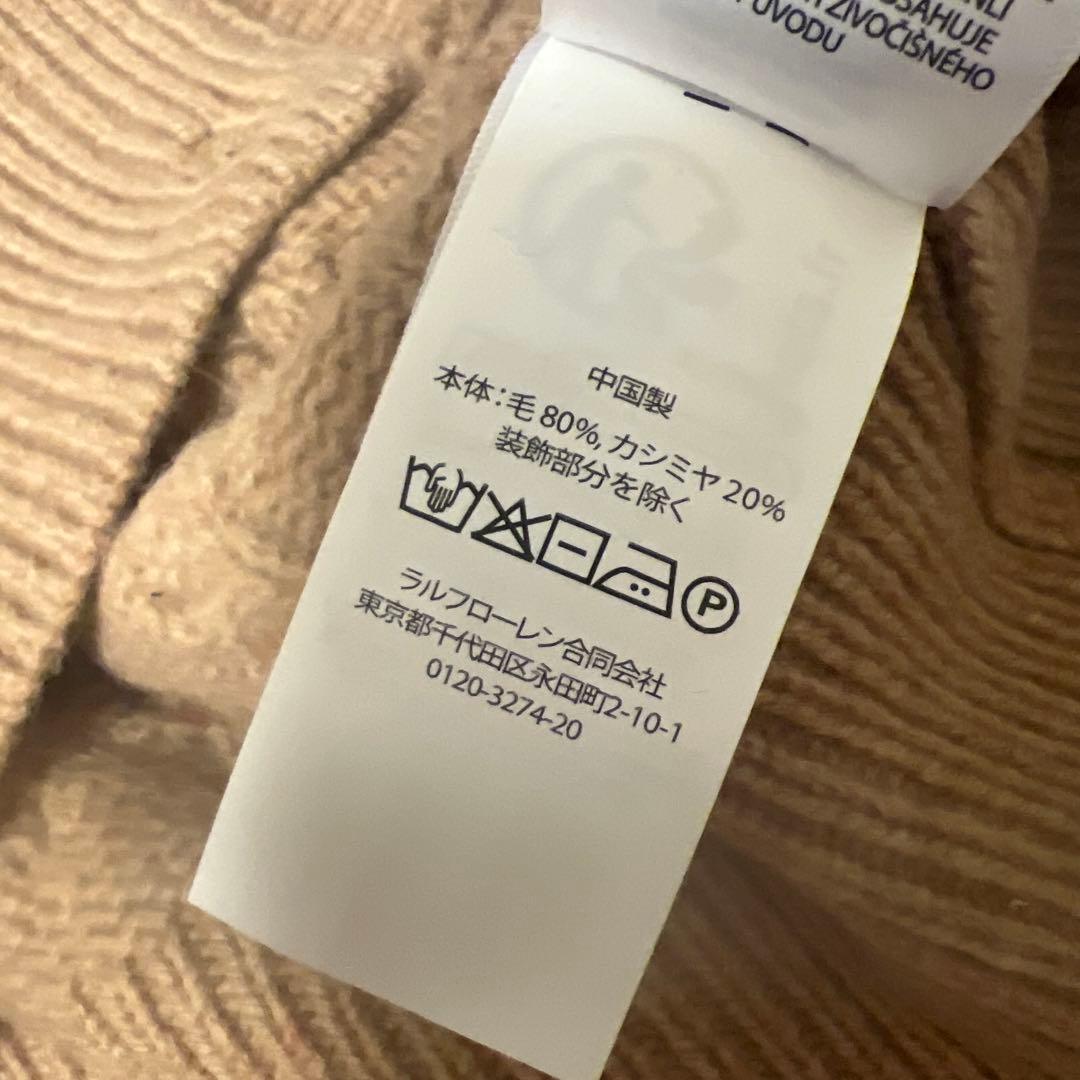 OBSAHUJE
ŽIVOČIŠNÉHO
PŮVODU
中国製
本体:毛 80%, カシミヤ 20%
装飾部分を除く
P
ラルフローレン合同会社
東京都千代田区永田町2-10-1
0120-3274-20